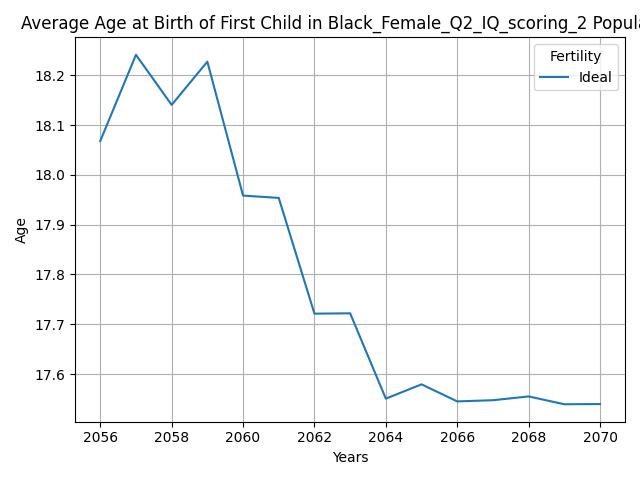 Average Age at Birth of First Child in Black_Female_Q2_IQ_scoring_2
Fertility
Ideal
18.2
18.1
18.0
17.9
17.8
17.7
17.6
Age
2056 2058 2060 2062 2064 2066 2068 2070
Years